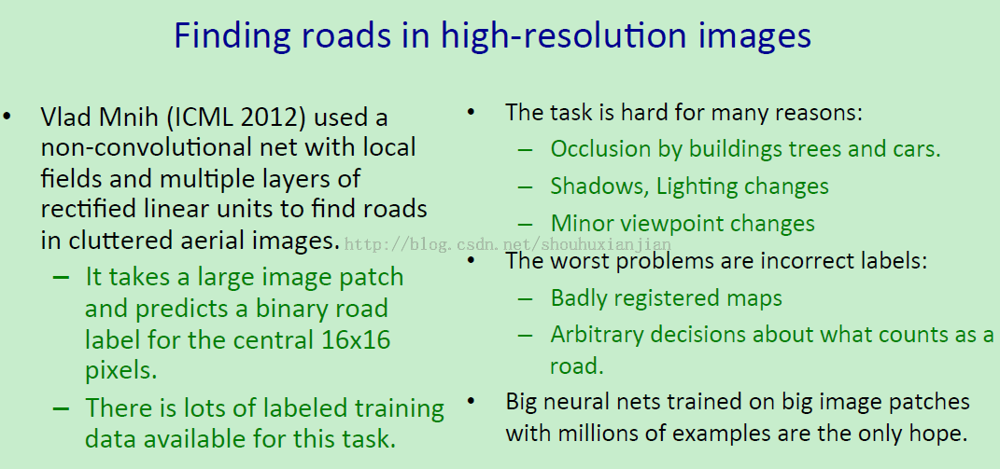 Finding roads in high-resolution images
• Vlad Mnih (ICML 2012) used a
non-convolutional net with local
fields and multiple layers of
rectified linear units to find roads
in cluttered aerial images.
– It takes a large image patch
and predicts a binary road
label for the central 16x16
pixels.
– There is lots of labeled training
data available for this task.
• The task is hard for many reasons:
– Occlusion by buildings trees and cars.
– Shadows, Lighting changes
– Minor viewpoint changes
http://blog.csdn.net/shouhuxianjian
• The worst problems are incorrect labels:
– Badly registered maps
– Arbitrary decisions about what counts as a
road.
• Big neural nets trained on big image patches
with millions of examples are the only hope.